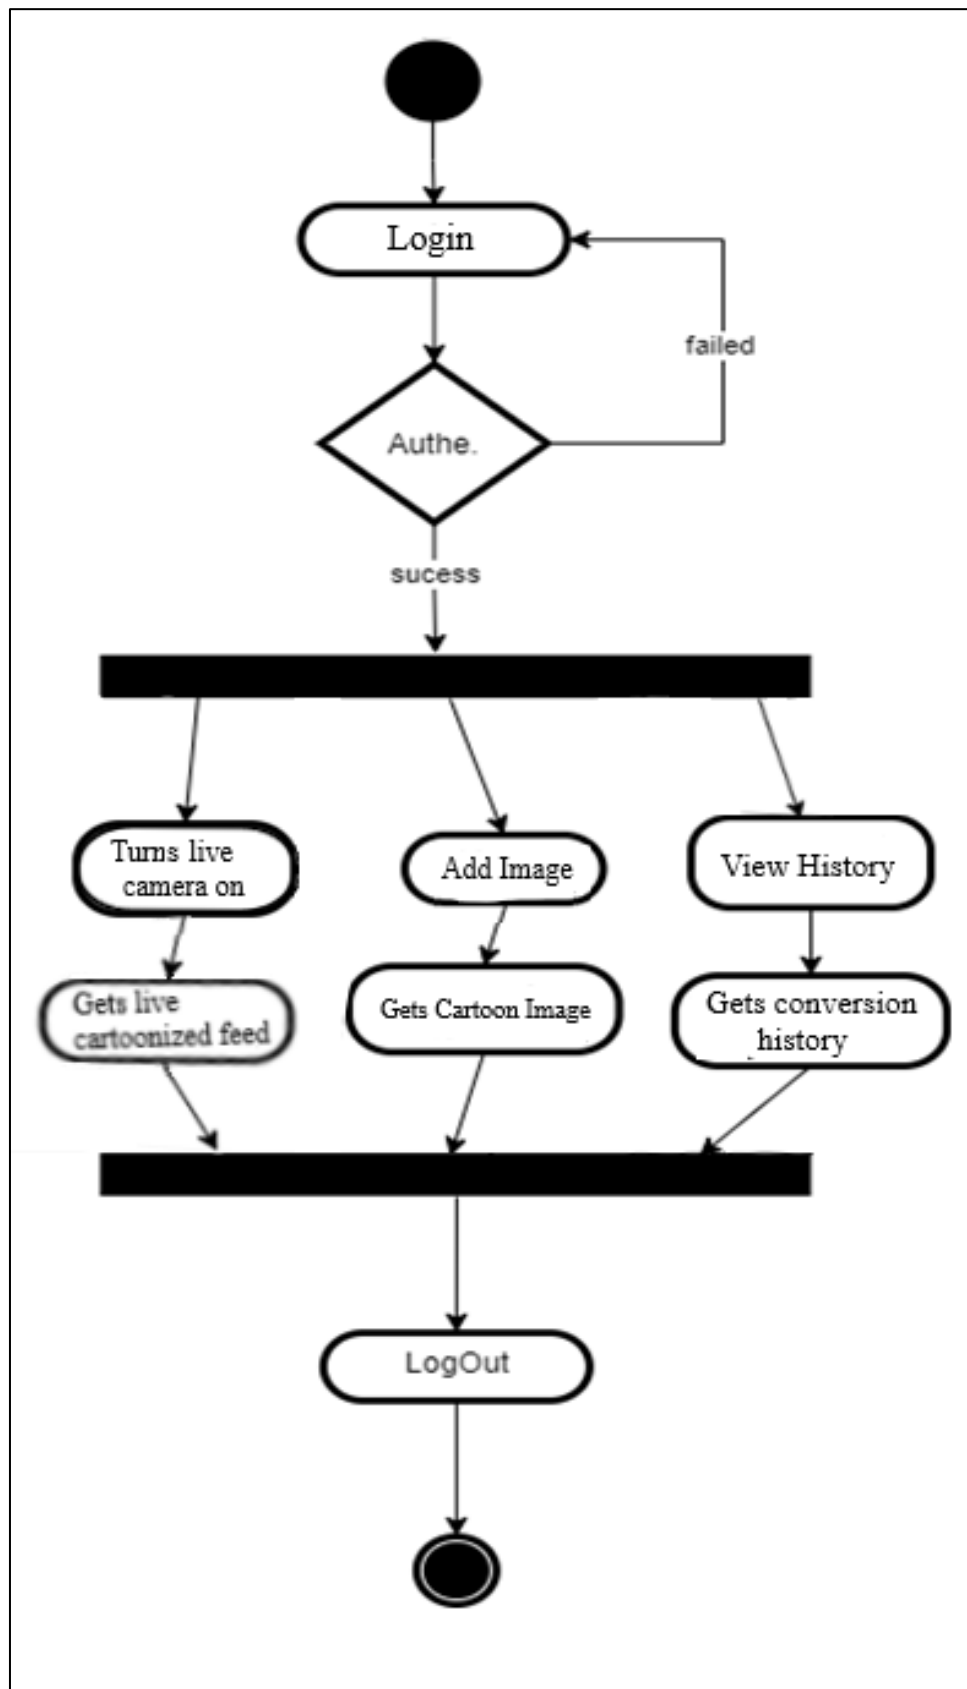 Login
failed
Authe.
sucess
Turns live
camera on
Add Image
View History
Gets live
cartoonized feed
Gets Cartoon Image
Gets conversion
history
LogOut